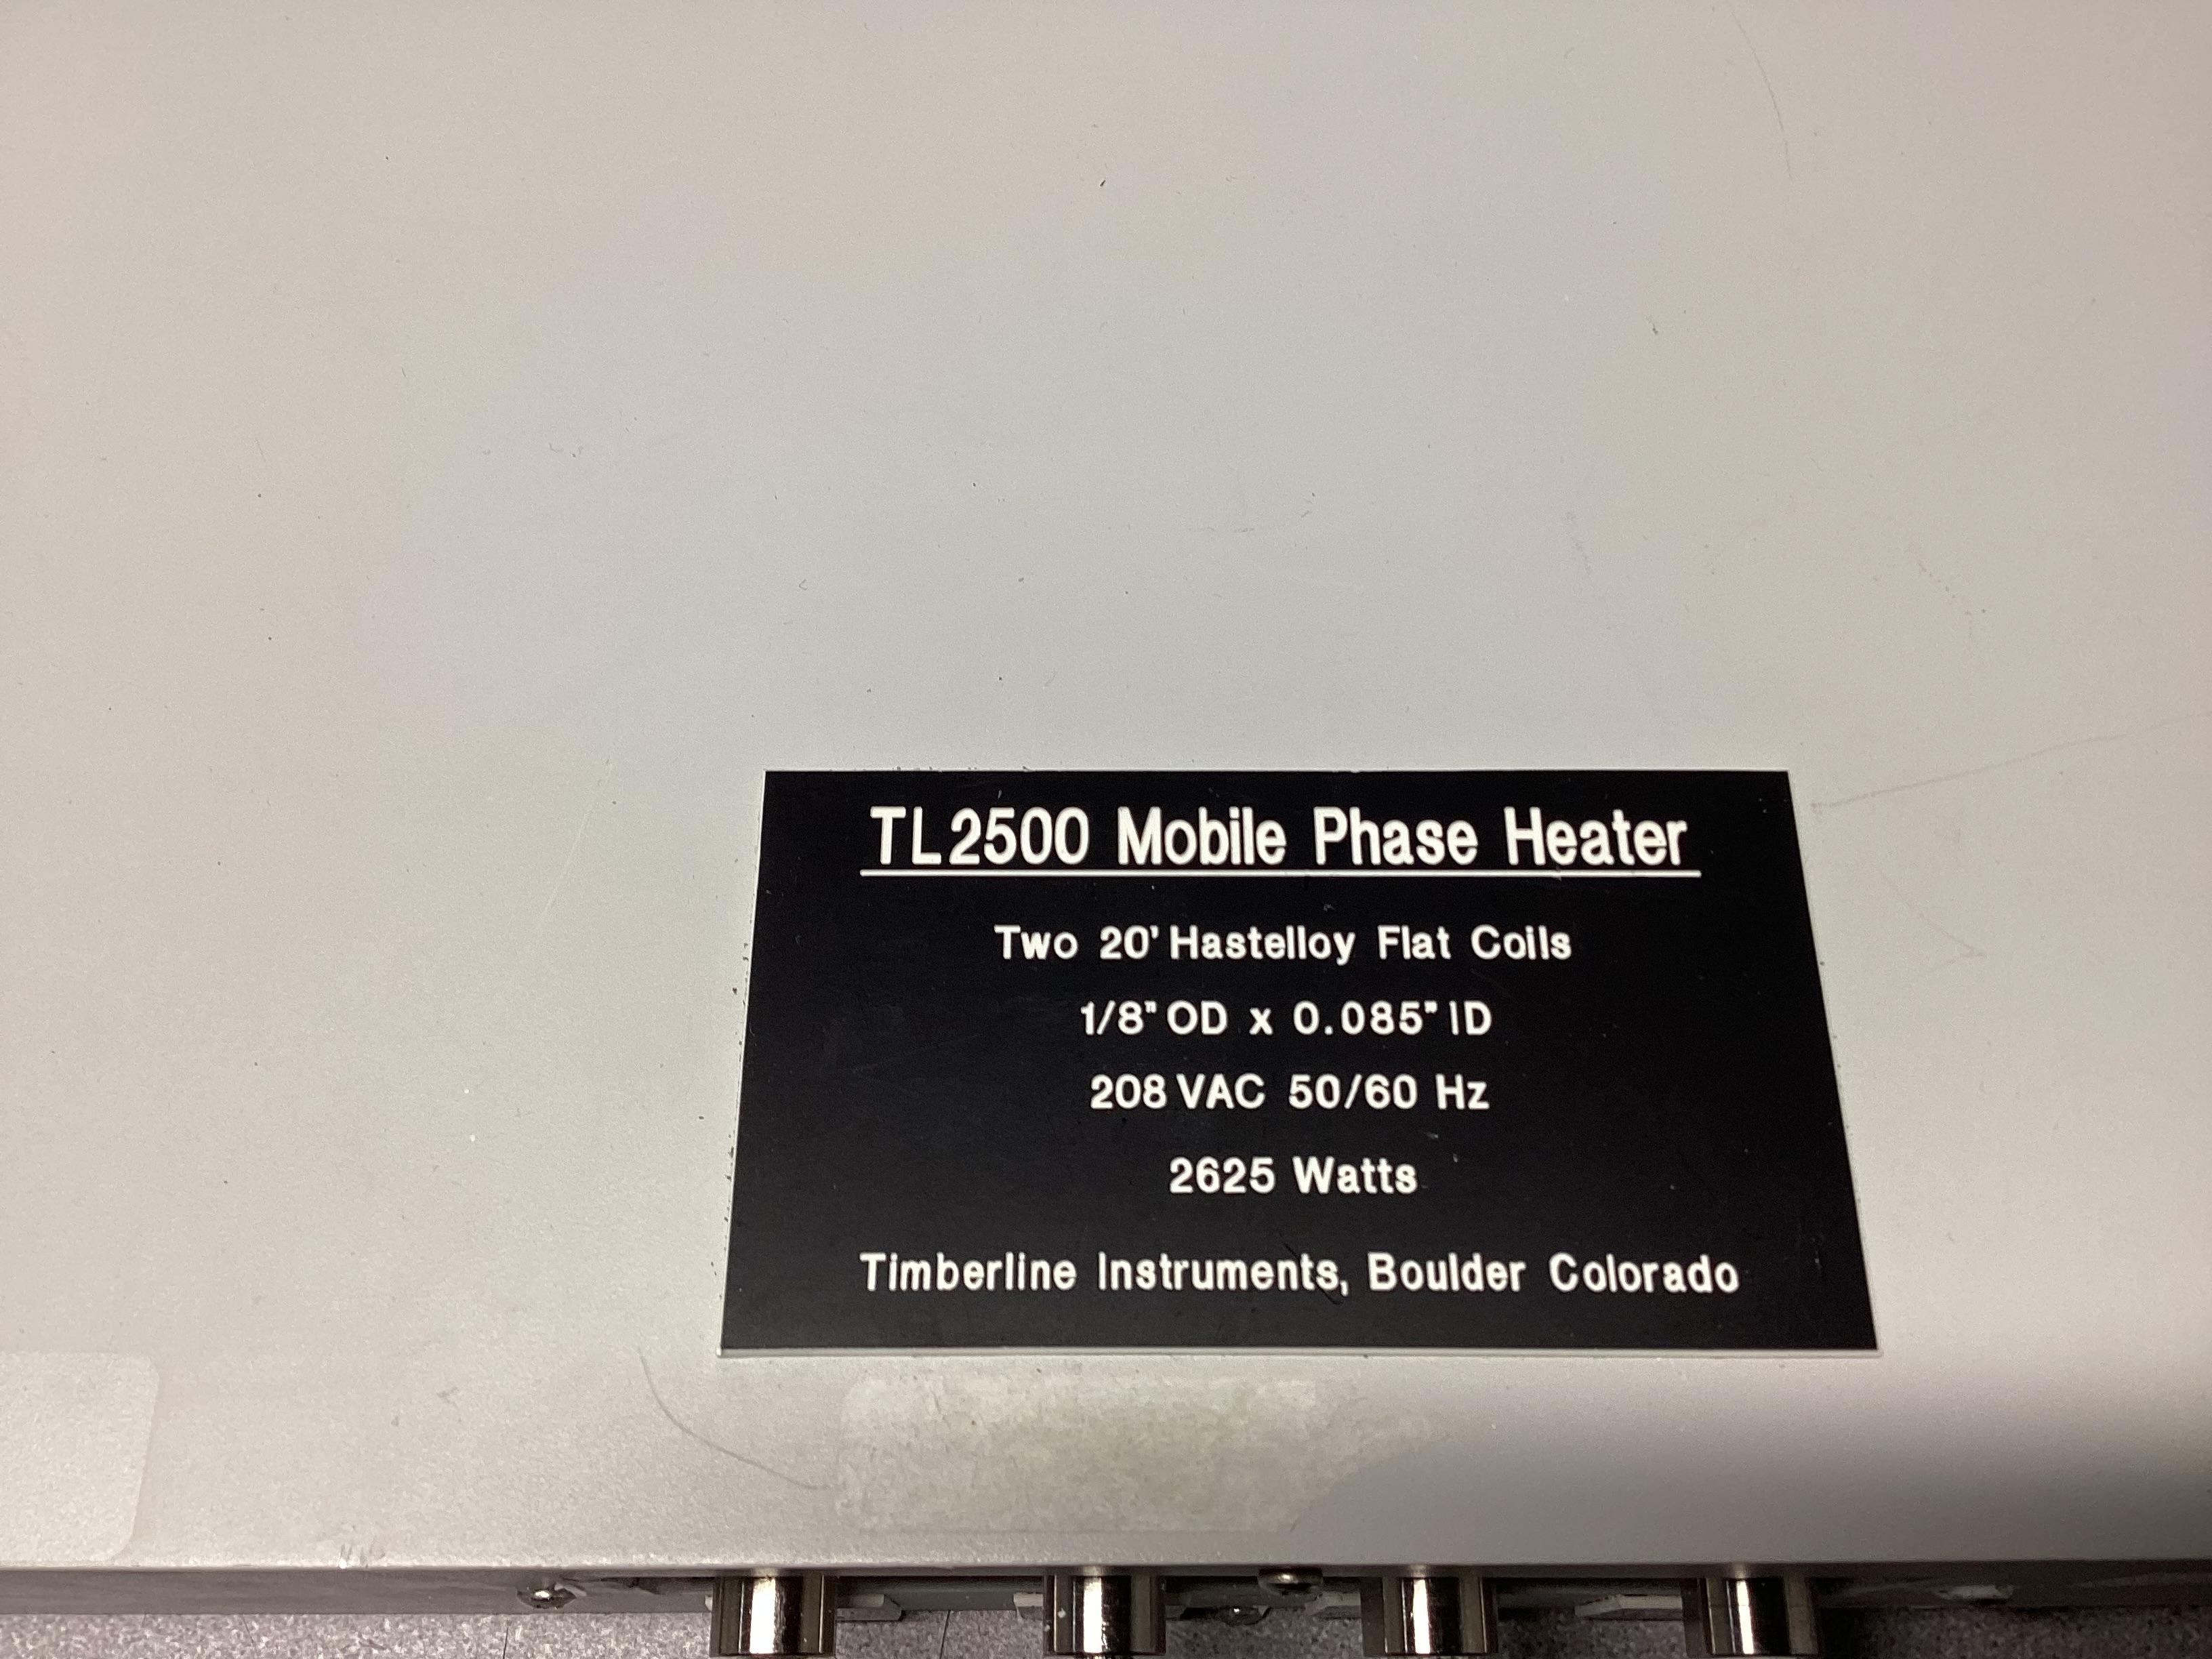 TL2500 Mobile Phase Heater
Two 20' Hastelloy Flat Coils
1/8" OD x 0.085" ID
208 VAC 50/60 Hz
2625 Watts
Timberline Instruments, Boulder Colorado